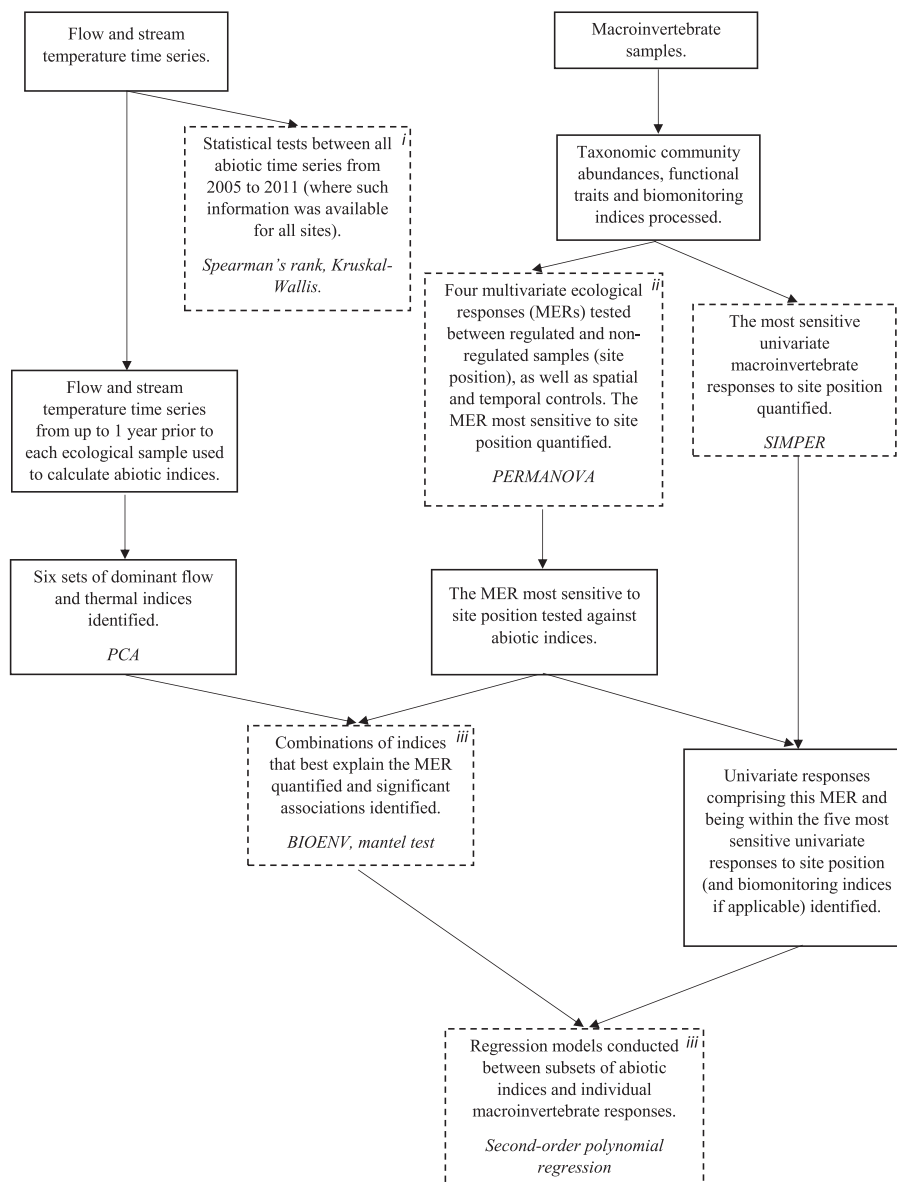 Flow and stream
temperature time series.
Macroinvertebrate
samples.
i
Statistical tests between all
abiotic time series from
2005 to 2011 (where such
information was available
for all sites).
Spearman's rank, Kruskal-
Wallis.
Taxonomic community
abundances, functional
traits and biomonitoring
indices processed.
ii
Four multivariate ecological
responses (MERs) tested
between regulated and non-
regulated samples (site
position), as well as spatial
and temporal controls. The
MER most sensitive to site
position quantified.
PERMANOVA
The most sensitive
univariate
macroinvertebrate
responses to site position
quantified.
SIMPER
Flow and stream
temperature time series
from up to 1 year prior to
each ecological sample used
to calculate abiotic indices.
Six sets of dominant flow
and thermal indices
identified.
PCA
The MER most sensitive to
site position tested against
abiotic indices.
iii
Combinations of indices
that best explain the MER
quantified and significant
associations identified.
BIOENV, mantel test
Univariate responses
comprising this MER and
being within the five most
sensitive univariate
responses to site position
(and biomonitoring indices
if applicable) identified.
iii
Regression models conducted
between subsets of abiotic
indices and individual
macroinvertebrate responses.
Second-order polynomial
regression